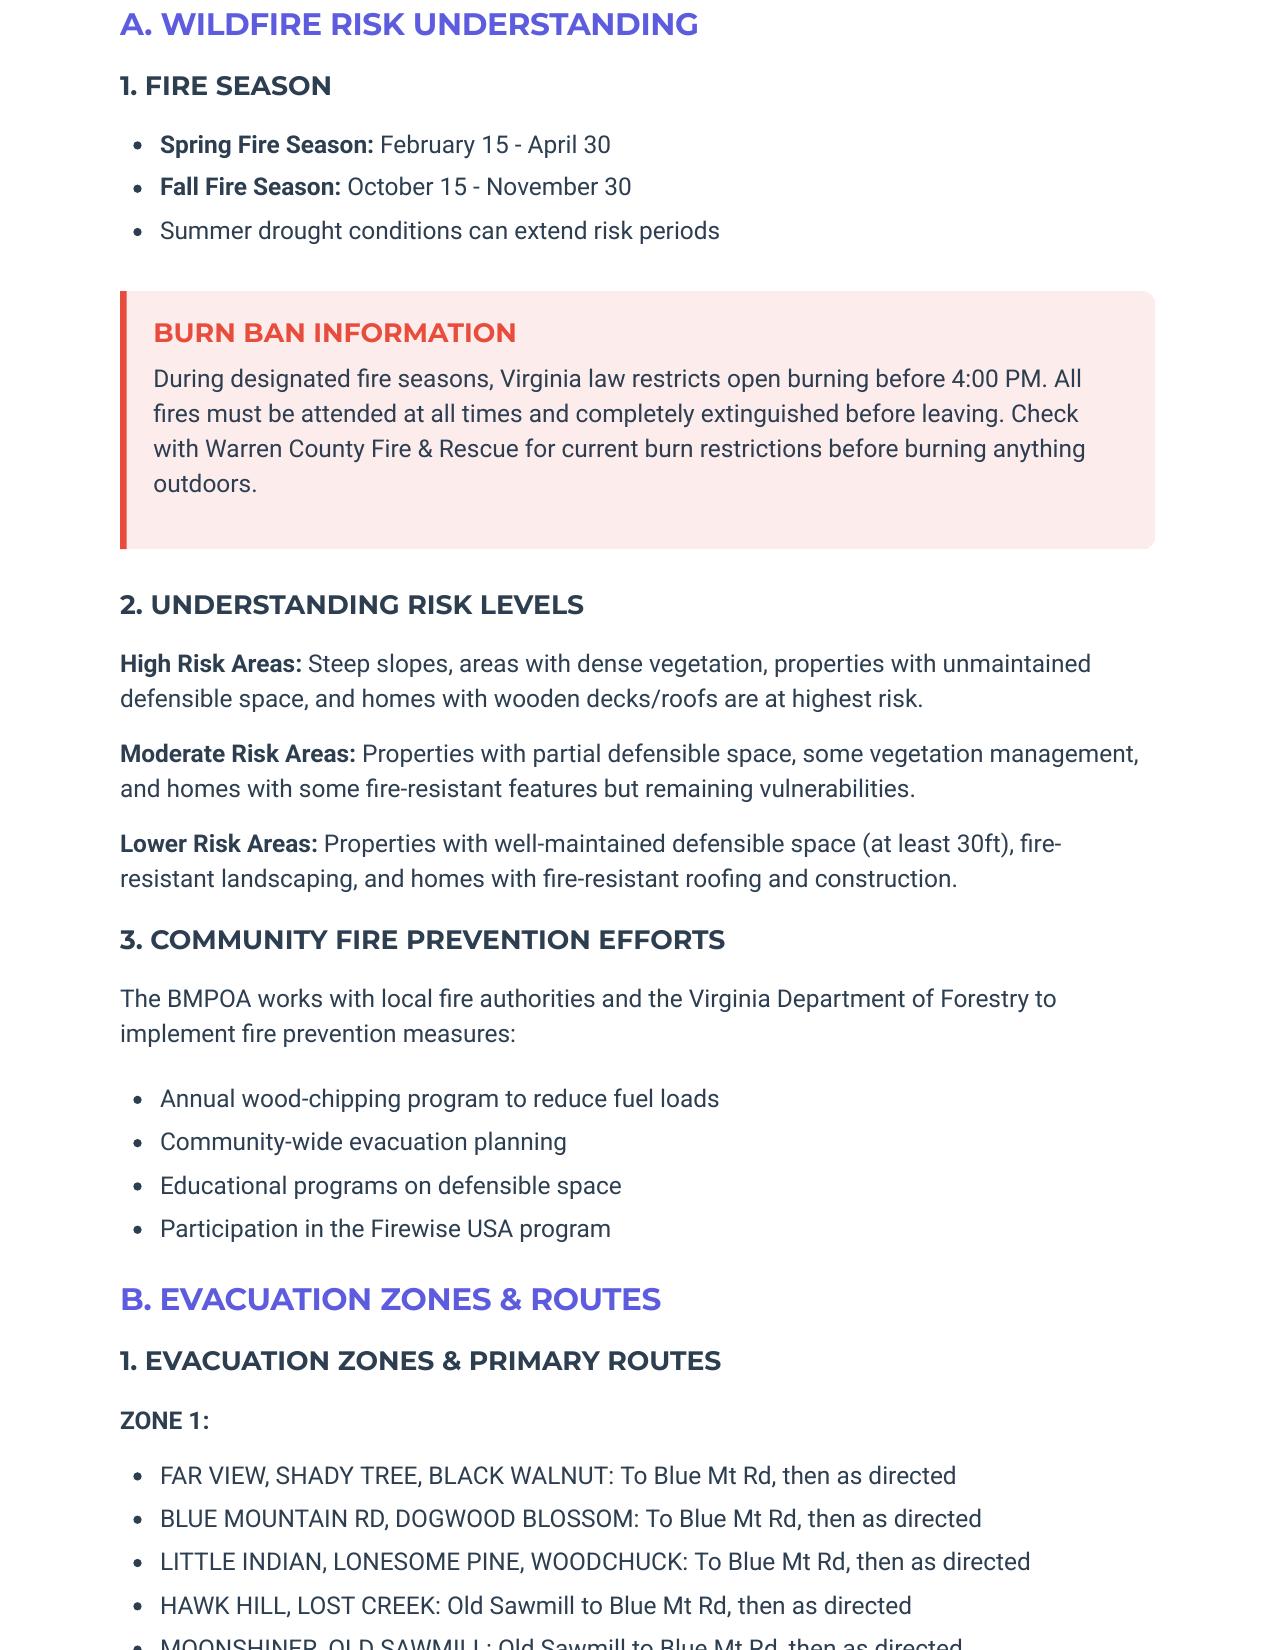 A. WILDFIRE RISK UNDERSTANDING
1. FIRE SEASON
• Spring Fire Season: February 15 - April 30
• Fall Fire Season: October 15 - November 30
• Summer drought conditions can extend risk periods
BURN BAN INFORMATION
During designated fire seasons, Virginia law restricts open burning before 4:00 PM. All
fires must be attended at all times and completely extinguished before leaving. Check
with Warren County Fire & Rescue for current burn restrictions before burning anything
outdoors.
2. UNDERSTANDING RISK LEVELS
High Risk Areas: Steep slopes, areas with dense vegetation, properties with unmaintained
defensible space, and homes with wooden decks/roofs are at highest risk.
Moderate Risk Areas: Properties with partial defensible space, some vegetation management,
and homes with some fire-resistant features but remaining vulnerabilities.
Lower Risk Areas: Properties with well-maintained defensible space (at least 30ft), fire-
resistant landscaping, and homes with fire-resistant roofing and construction.
3. COMMUNITY FIRE PREVENTION EFFORTS
The BMPOA works with local fire authorities and the Virginia Department of Forestry to
implement fire prevention measures:
• Annual wood-chipping program to reduce fuel loads
• Community-wide evacuation planning
• Educational programs on defensible space
• Participation in the Firewise USA program
B. EVACUATION ZONES & ROUTES
1. EVACUATION ZONES & PRIMARY ROUTES
ZONE 1:
• FAR VIEW, SHADY TREE, BLACK WALNUT: To Blue Mt Rd, then as directed
• BLUE MOUNTAIN RD, DOGWOOD BLOSSOM: To Blue Mt Rd, then as directed
• LITTLE INDIAN, LONESOME PINE, WOODCHUCK: To Blue Mt Rd, then as directed
• HAWK HILL, LOST CREEK: Old Sawmill to Blue Mt Rd, then as directed
• MOONSHINER, OLD SAWMILL: Old Sawmill to Blue Mt Rd, then as directed